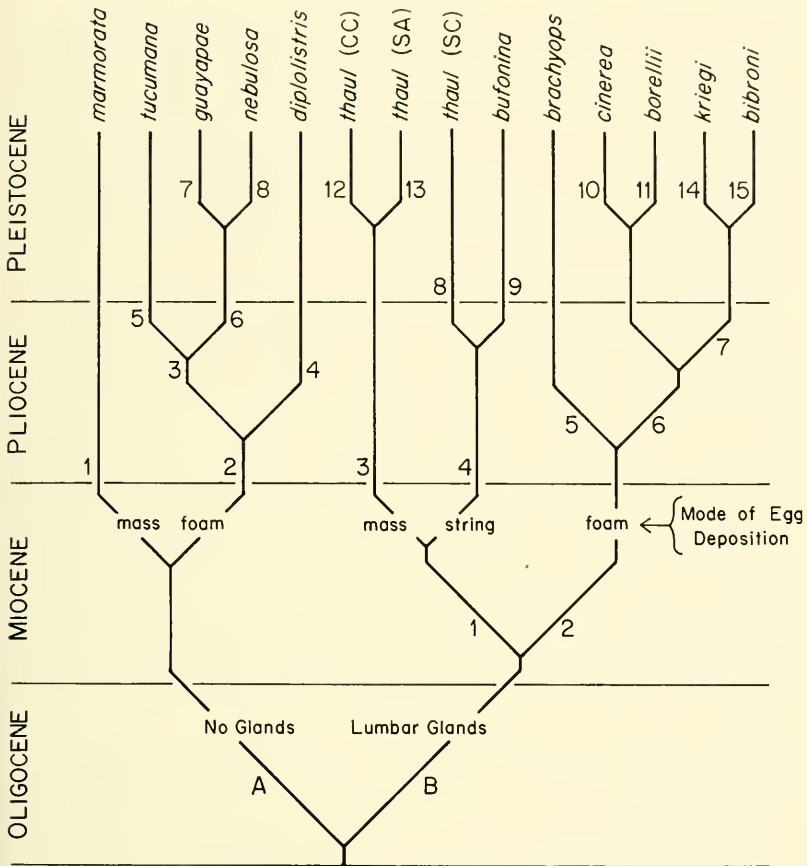 marmorata
tucumana
guayapae
nebulosa
diplolistris
thaul (CC)
thaul (SA)
thaul (SC)
bufonina
brachyops
cinerea
borellii
kriegi
bibroni
PLEISTOCENE
7
8
12
13
10
11
14
15
8
9
PLIOCENE
5
6
7
3
4
5
6
1
2
3
4
MIOCENE
mass
foam
mass
string
foam
Mode of Egg
Deposition
1
2
OLIGOCENE
No Glands
Lumbar Glands
A
B